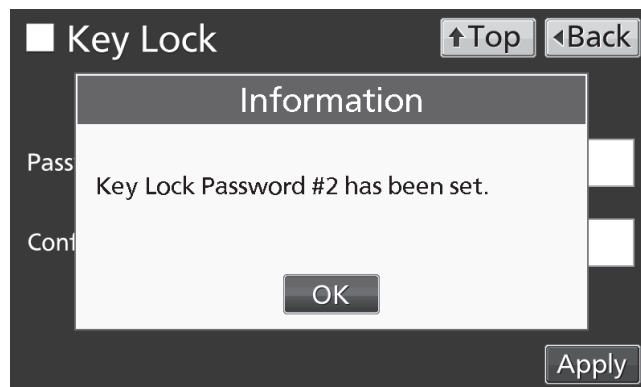 Key Lock
Top
Back
Information
Pass
Key Lock Password #2 has been set.
Conf
OK
Apply